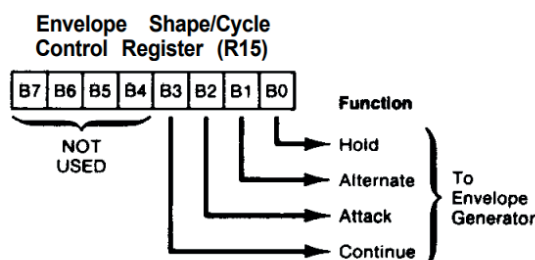 Envelope Shape/Cycle
Control Register (R15)
B7 B6 B5 B4 B3 B2 B1 B0
Function
NOT
USED
Hold
Alternate
Attack
Continue
To
Envelope
Generator